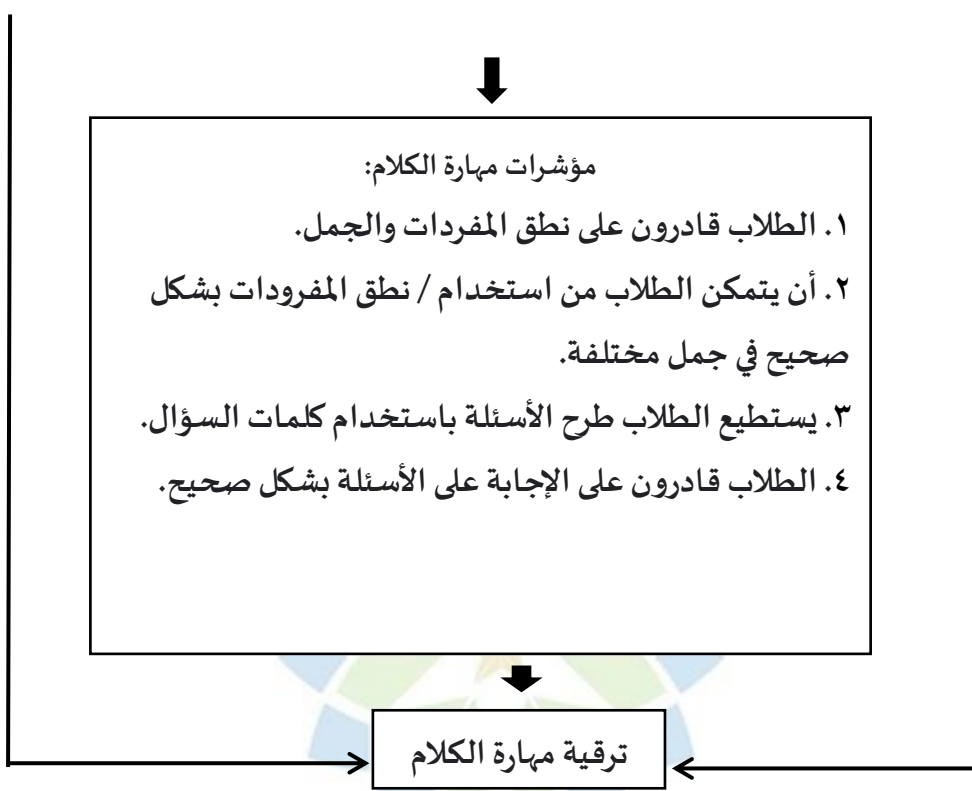 مؤشرات مهارة الكلام:
١. الطلاب قادرون على نطق المفردات والجمل.
٢. أن يتمكن الطلاب من استخدام / نطق المفرودات بشكل
صحيح في جمل مختلفة.
٣. يستطيع الطلاب طرح الأسئلة باستخدام كلمات السؤال.
٤. الطلاب قادرون على الإجابة على الأسئلة بشكل صحيح.
ترقية مهارة الكلام